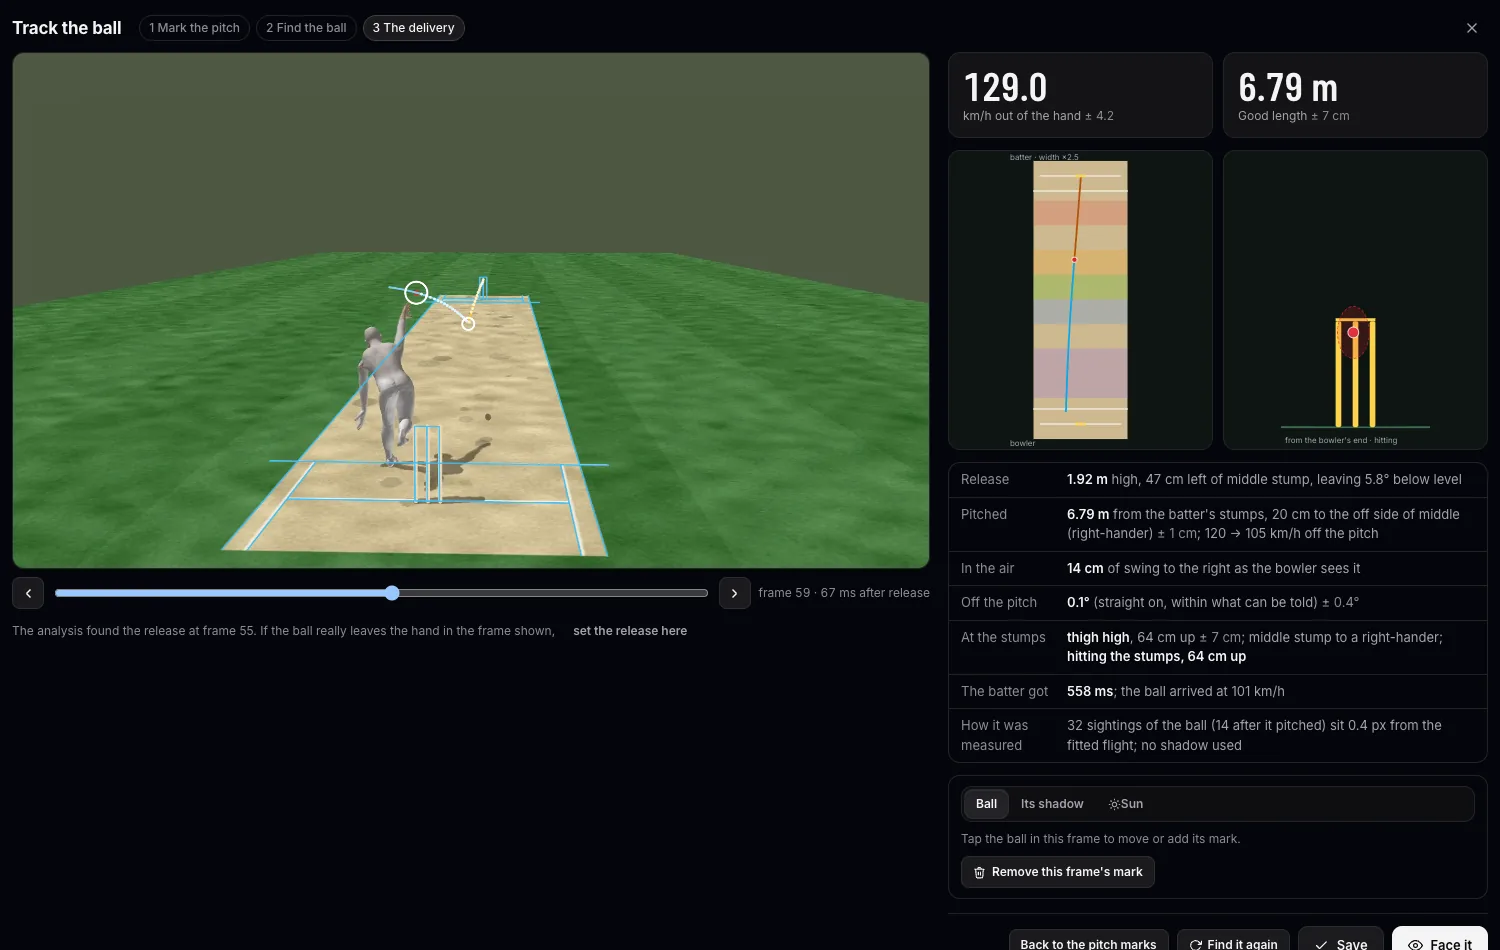 Track the ball
1 Mark the pitch
2 Find the ball
3 The delivery
129.0
km/h out of the hand ± 4.2
6.79 m
Good length ± 7 cm
batter · width ×2.5
bowler
from the bowler's end · hitting
frame 59 · 67 ms after release
The analysis found the release at frame 55. If the ball really leaves the hand in the frame shown, set the release here
Release 1.92 m high, 47 cm left of middle stump, leaving 5.8° below level
Pitched 6.79 m from the batter's stumps, 20 cm to the off side of middle
(right-hander) ± 1 cm; 120 → 105 km/h off the pitch
In the air 14 cm of swing to the right as the bowler sees it
Off the pitch 0.1° (straight on, within what can be told) ± 0.4°
At the stumps thigh high, 64 cm up ± 7 cm; middle stump to a right-hander;
hitting the stumps, 64 cm up
The batter got 558 ms; the ball arrived at 101 km/h
How it was measured 32 sightings of the ball (14 after it pitched) sit 0.4 px from the
fitted flight; no shadow used
Ball
Its shadow
Sun
Tap the ball in this frame to move or add its mark.
Remove this frame's mark
Back to the pitch marks
Find it again
Save
Face it